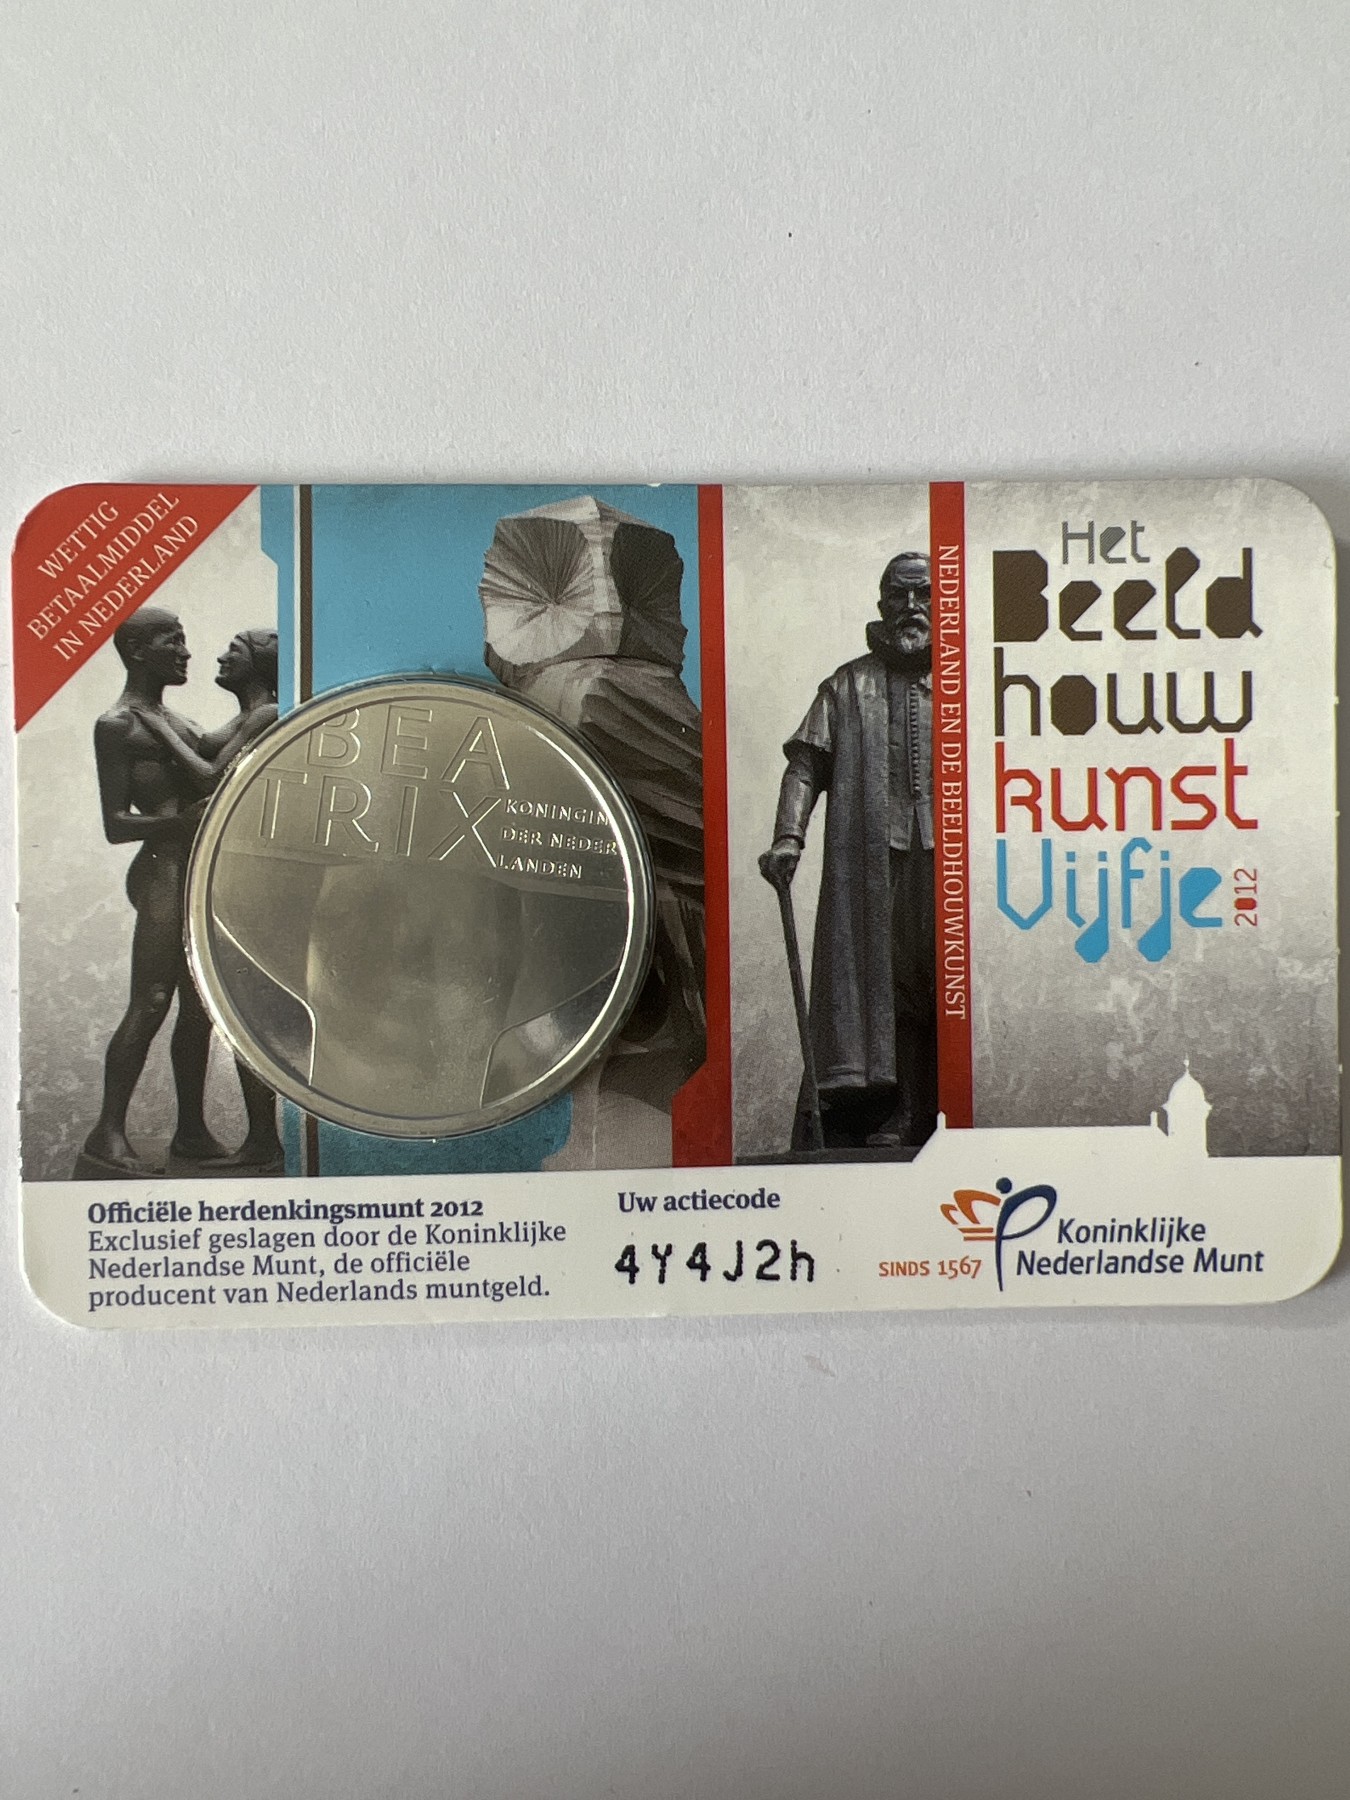 WETTIG
BETAALMIDDEL
IN NEDERLAND
BEA
TRIX
KONINGIN
DER NEDER
LANDEN
NEDERLAND EN DE BEELDHOUWKUNST
Het
Beeld
houw
kunst
Vijfje
2012
Officiële herdenkingsmunt 2012
Exclusief geslagen door de Koninklijke
Nederlandse Munt, de officiële
producent van Nederlands muntgeld.
Uw actiecode
4Y4J2h
SINDS 1567
Koninklijke
Nederlandse Munt